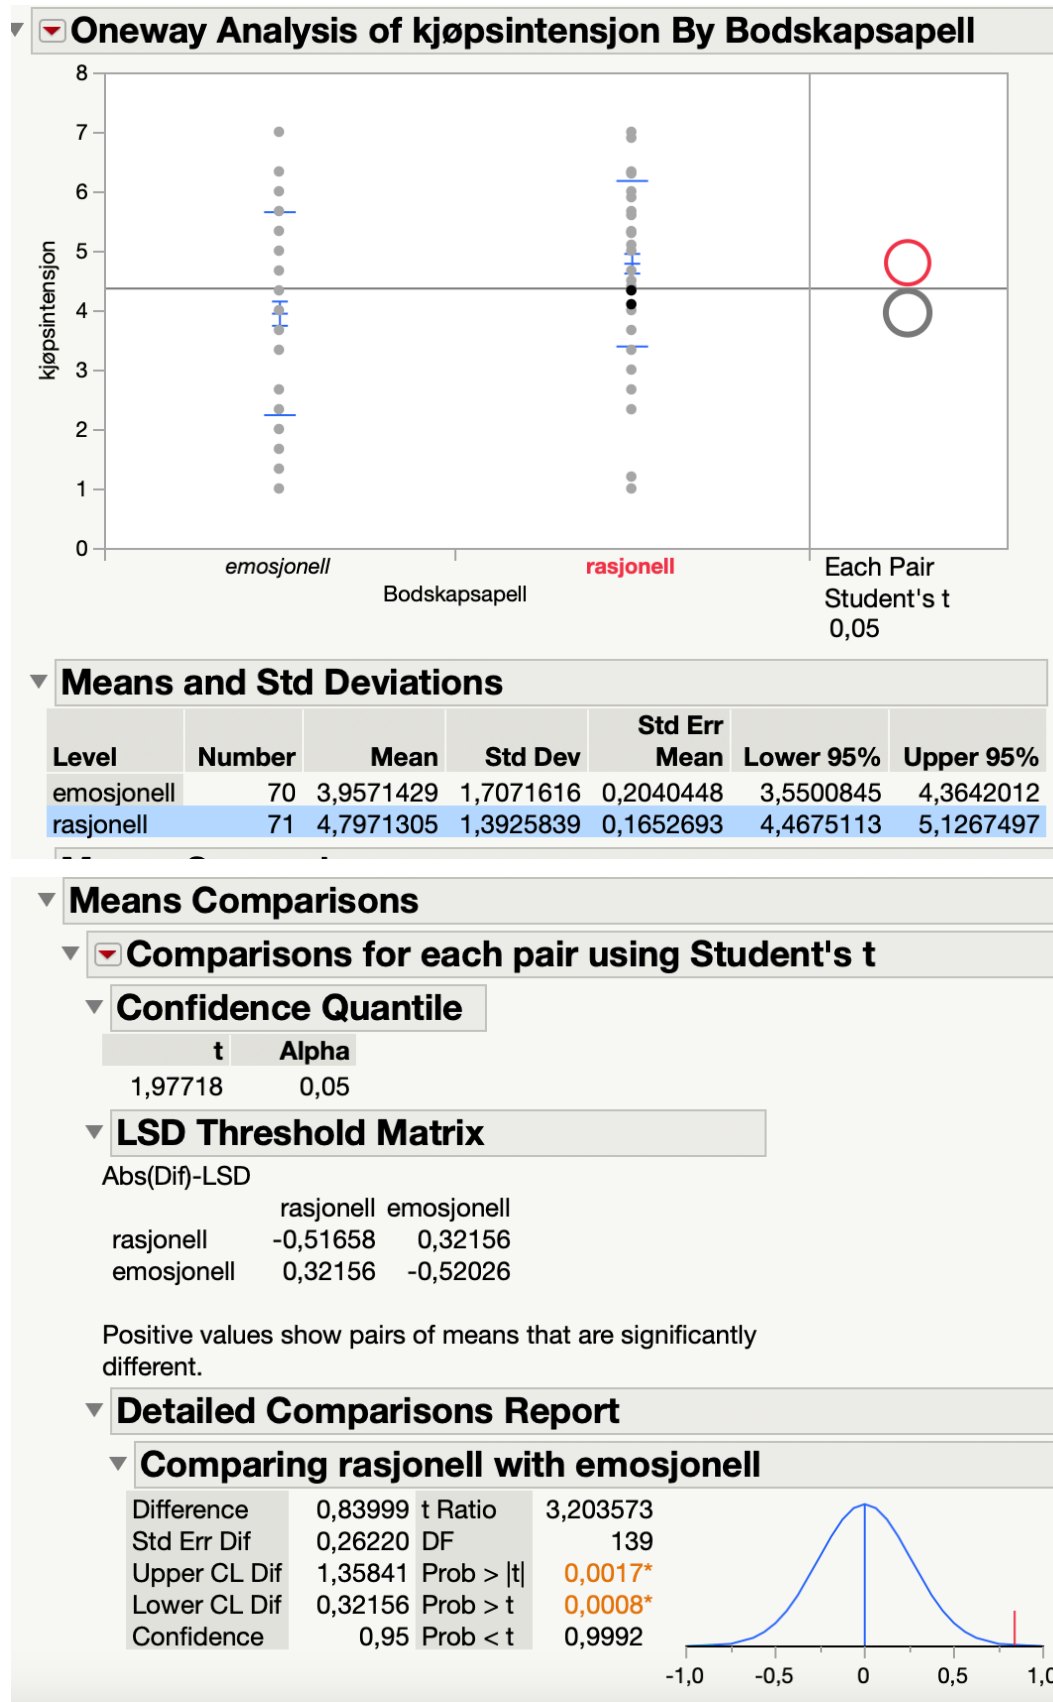 Oneway Analysis of kjøpsintensjon By Bodskapsapell
8
7
6
5
4
3
2
1
0
kjøpsintensjon
emosjonell rasjonell
Bodskapsapell
Each Pair
Student's t
0,05
Means and Std Deviations
Level Number Mean Std Dev Std Err Mean Lower 95% Upper 95%
emosjonell 70 3,9571429 1,7071616 0,2040448 3,5500845 4,3642012
rasjonell 71 4,7971305 1,3925839 0,1652693 4,4675113 5,1267497
Means Comparisons
Comparisons for each pair using Student's t
Confidence Quantile
t Alpha
1,97718 0,05
LSD Threshold Matrix
Abs(Dif)-LSD
rasjonell emosjonell
rasjonell -0,51658 0,32156
emosjonell 0,32156 -0,52026
Positive values show pairs of means that are significantly
different.
Detailed Comparisons Report
Comparing rasjonell with emosjonell
Difference 0,83999 t Ratio 3,203573
Std Err Dif 0,26220 DF 139
Upper CL Dif 1,35841 Prob > |t| 0,0017*
Lower CL Dif 0,32156 Prob > t 0,0008*
Confidence 0,95 Prob < t 0,9992
-1,0 -0,5 0 0,5 1,0